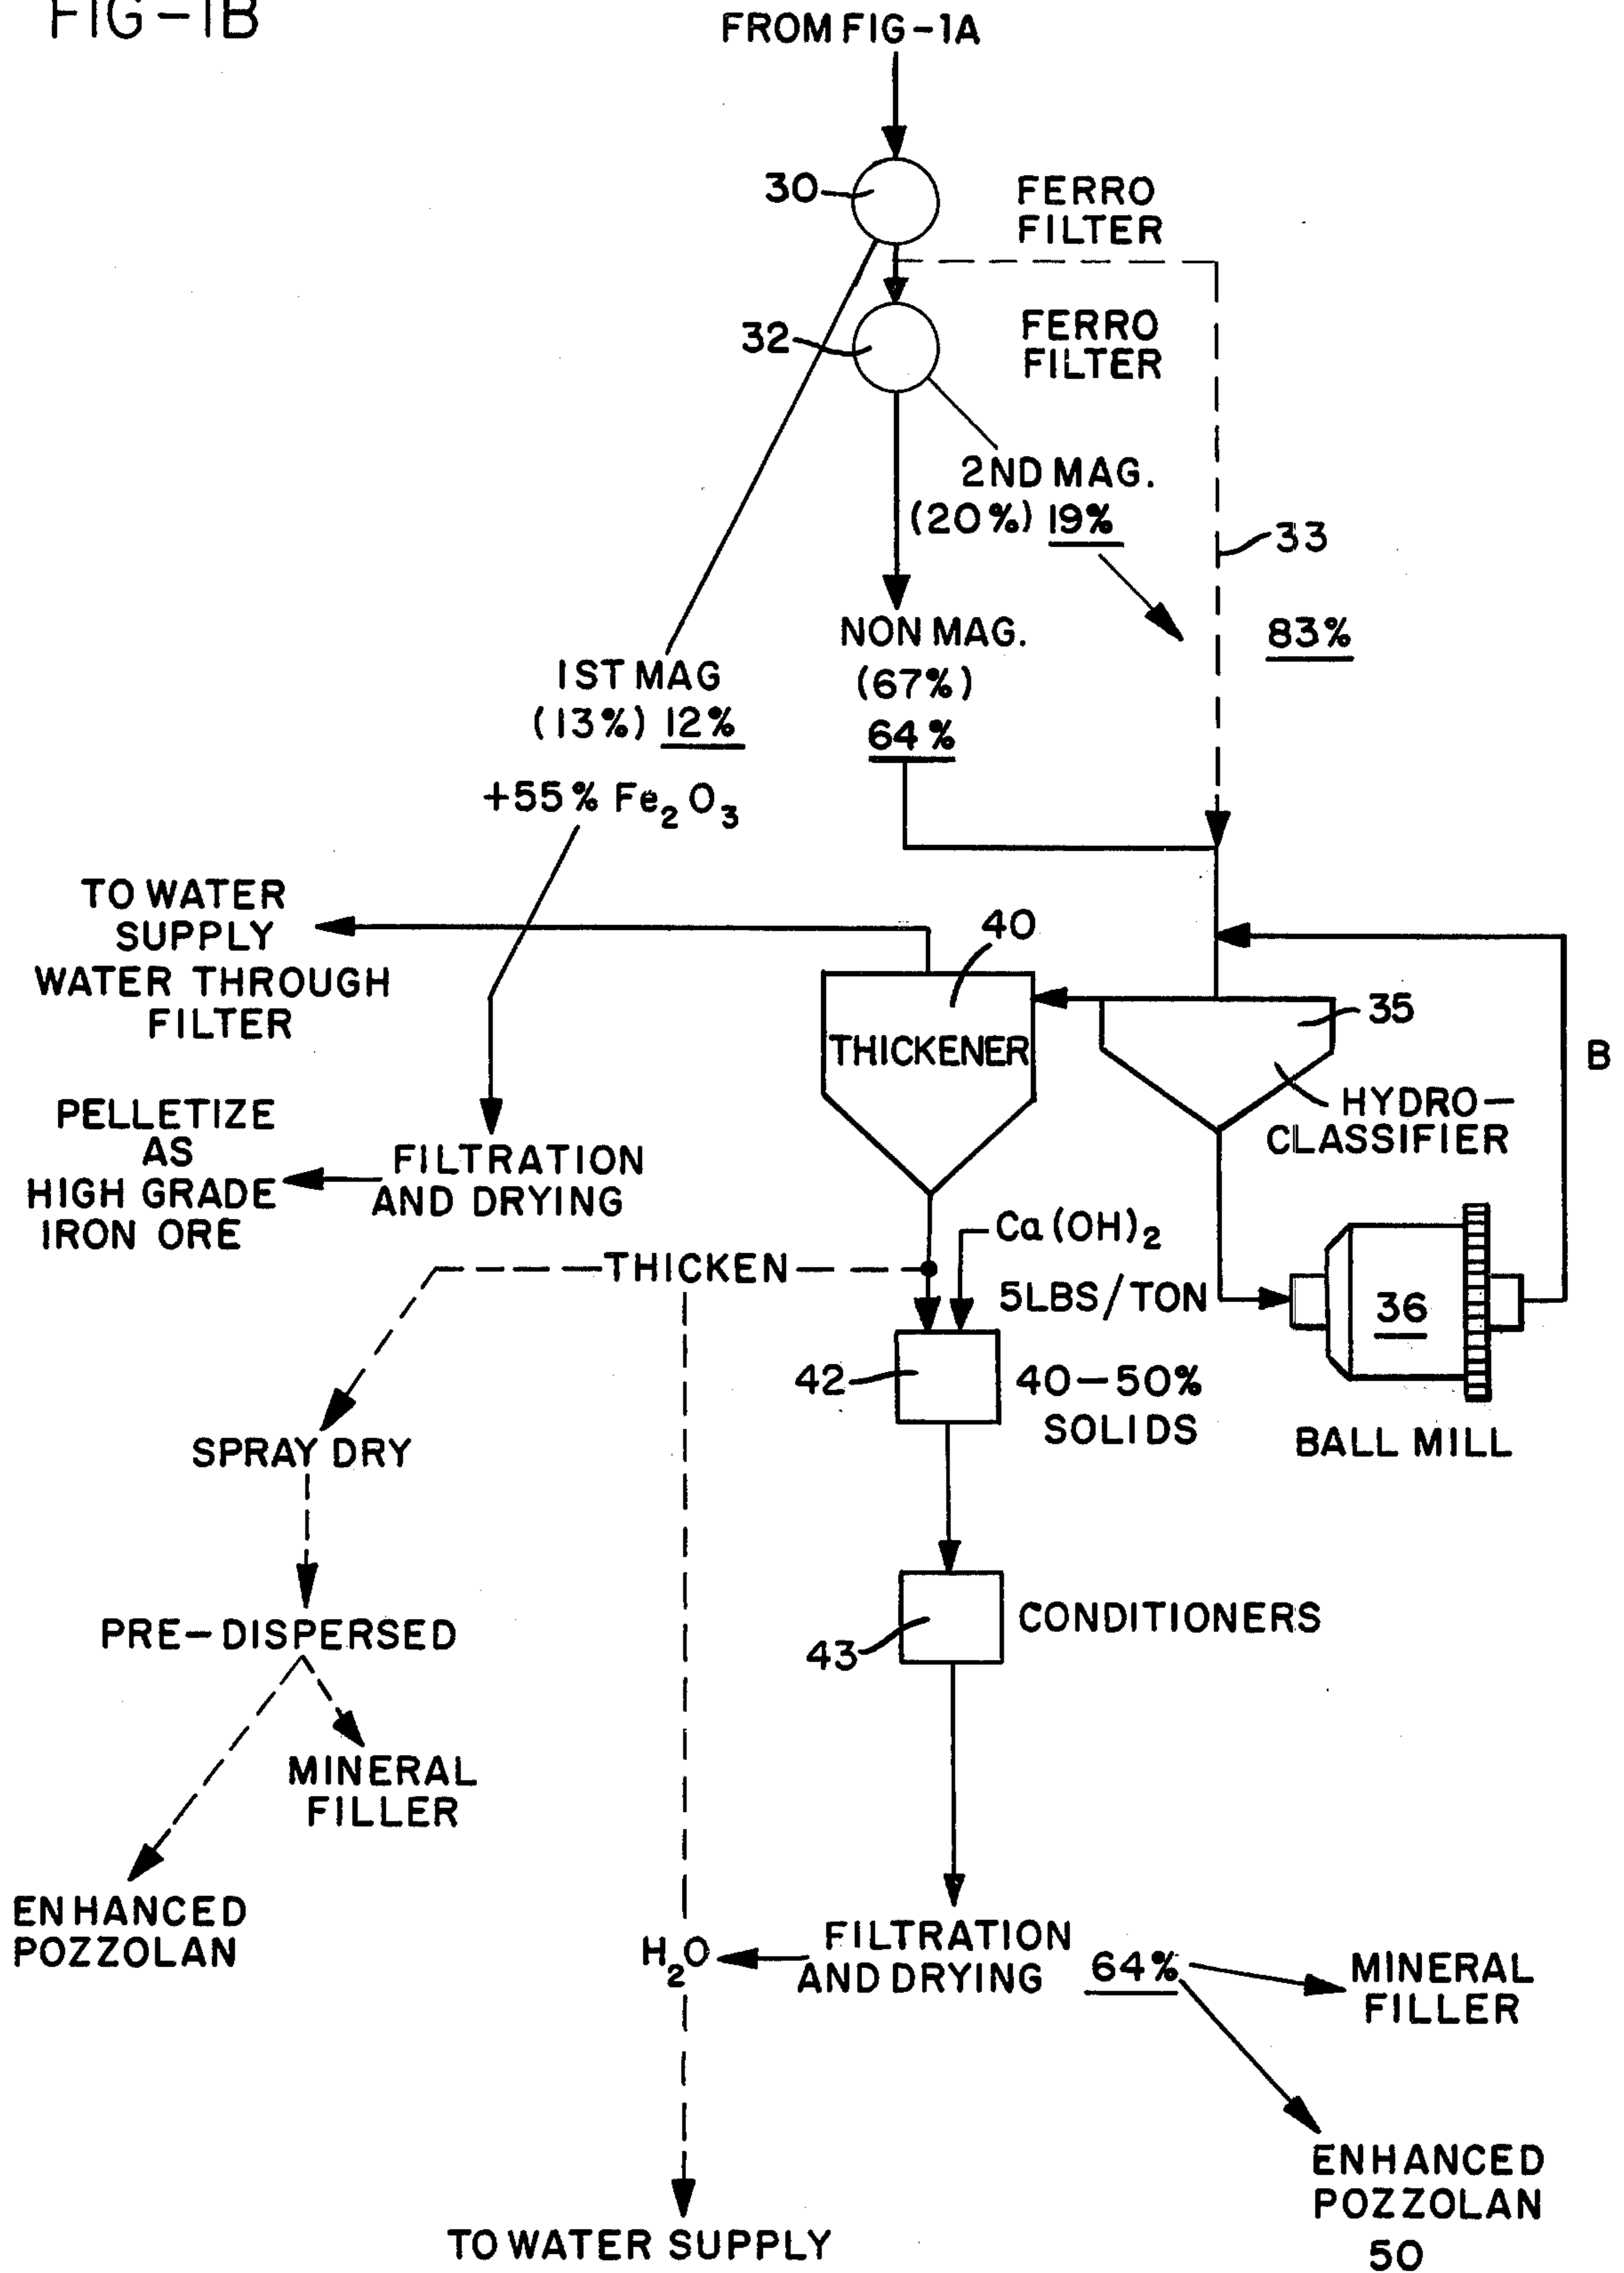 FIG-1B
FROM FIG-1A
30
FERRO
FILTER
32
FERRO
FILTER
2ND MAG.
(20%) 19%
33
83%
NON MAG.
(67%)
64%
1ST MAG
(13%) 12%
+55% Fe2O3
TO WATER
SUPPLY
WATER THROUGH
FILTER
40
THICKENER
35
HYDRO-
CLASSIFIER
B
PELLETIZE
AS
HIGH GRADE
IRON ORE
FILTRATION
AND DRYING
Ca(OH)2
5LBS/TON
THICKEN
36
BALL MILL
42
40-50%
SOLIDS
SPRAY DRY
43
CONDITIONERS
PRE-DISPERSED
MINERAL
FILLER
ENHANCED
POZZOLAN
H2O
FILTRATION
AND DRYING
64%
MINERAL
FILLER
ENHANCED
POZZOLAN
50
TO WATER SUPPLY